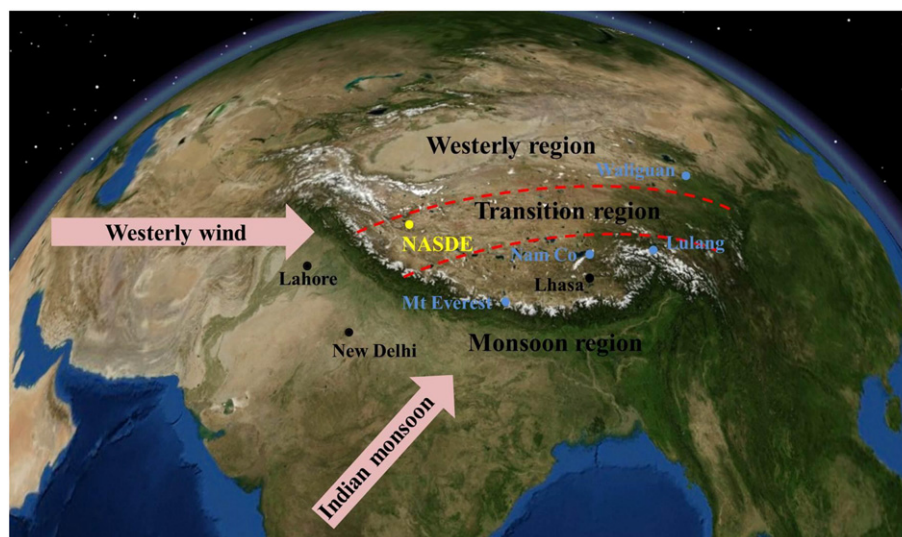 Westerly region
Waliguan
Transition region
Westerly wind
NASDE
Lulang
Nam Co
Lahore
Lhasa
Mt Everest
New Delhi
Monsoon region
Indian monsoon